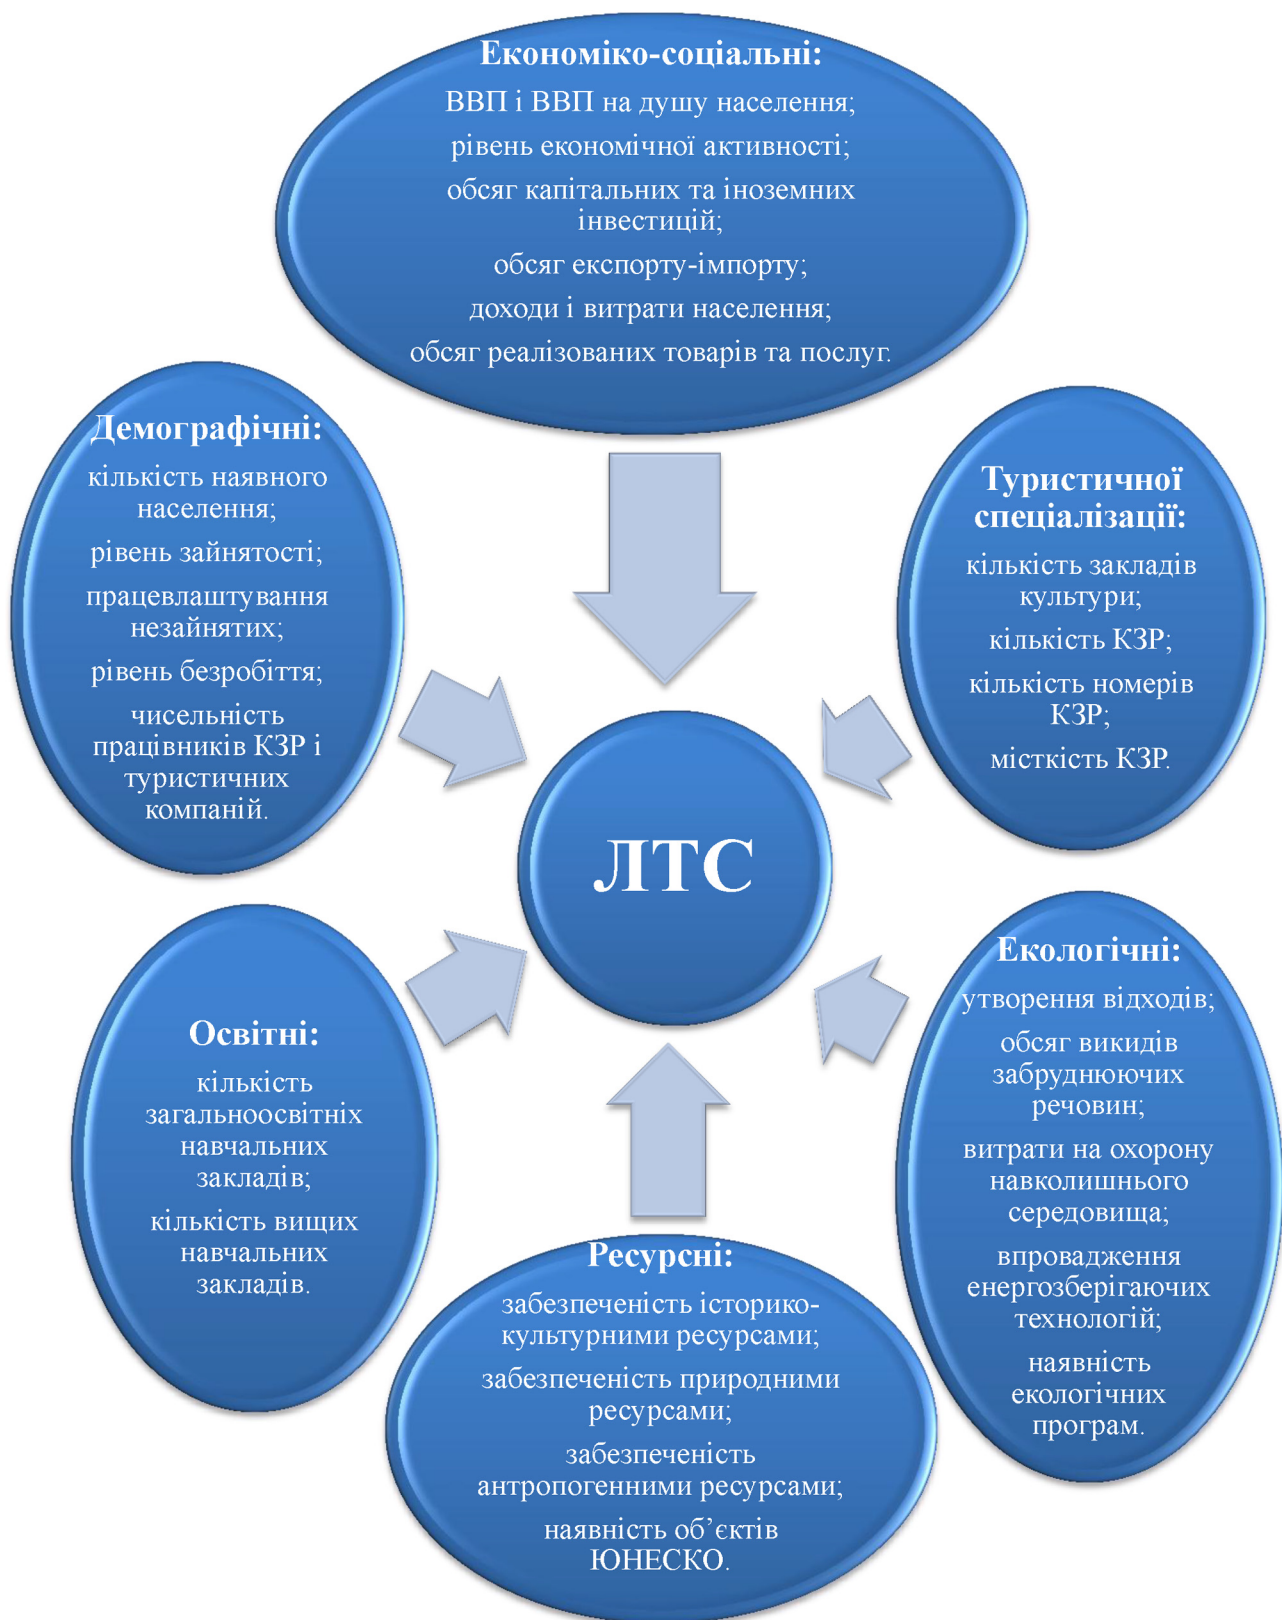 Економіко-соціальні:
ВВП і ВВП на душу населення;
рівень економічної активності;
обсяг капітальних та іноземних
інвестицій;
обсяг експорту-імпорту;
доходи і витрати населення;
обсяг реалізованих товарів та послуг.
Демографічні:
кількість наявного
населення;
рівень зайнятості;
працевлаштування
незайнятих;
рівень безробіття;
чисельність
працівників КЗР і
туристичних
компаній.
Туристичної
спеціалізації:
кількість закладів
культури;
кількість КЗР;
кількість номерів
КЗР;
місткість КЗР.
ЛТС
Освітні:
кількість
загальноосвітніх
навчальних
закладів;
кількість вищих
навчальних
закладів.
Екологічні:
утворення відходів;
обсяг викидів
забруднюючих
речовин;
витрати на охорону
навколишнього
середовища;
впровадження
енергозберігаючих
технологій;
наявність
екологічних
програм.
Ресурсні:
забезпеченість історико-
культурними ресурсами;
забезпеченість природними
ресурсами;
забезпеченість
антропогенними ресурсами;
наявність об’єктів
ЮНЕСКО.